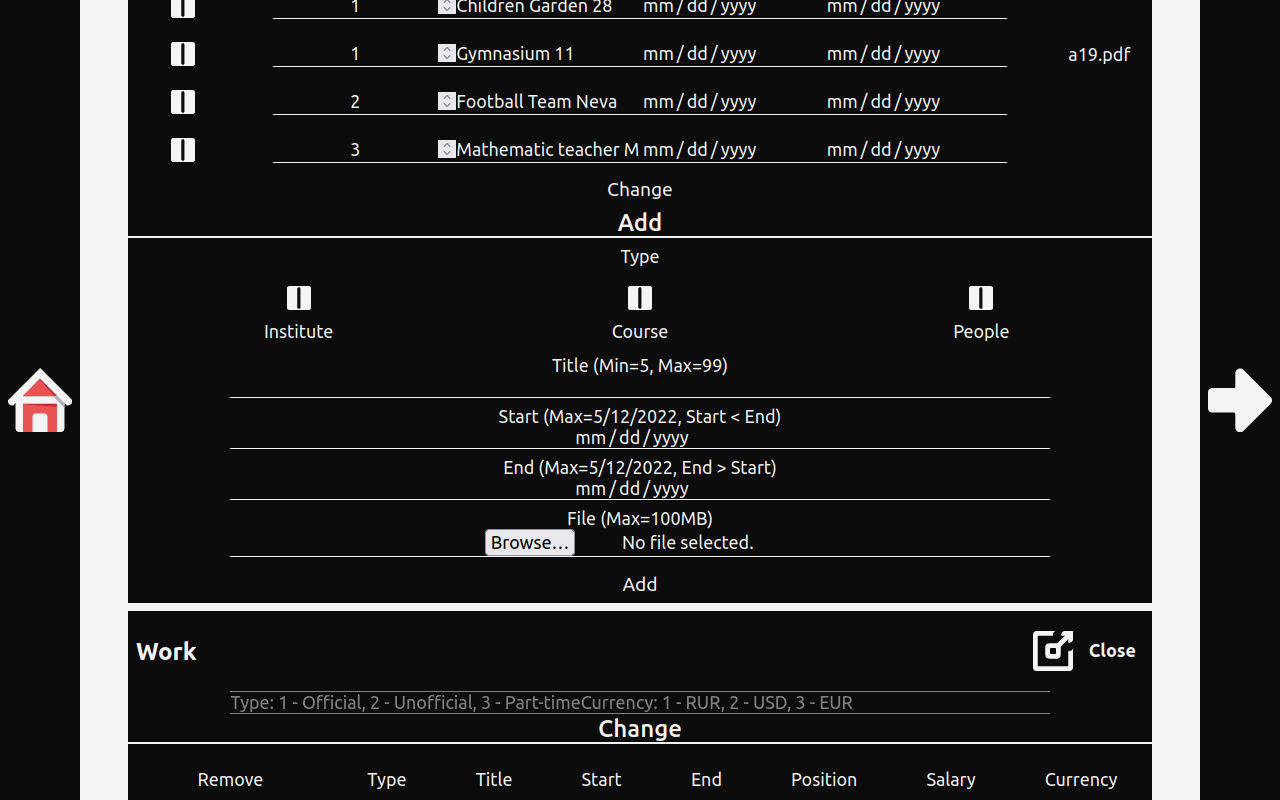 1 Children Garden 28 mm/dd/yyyy mm/dd/yyyy
1 Gymnasium 11 mm/dd/yyyy mm/dd/yyyy a19.pdf
2 Football Team Neva mm/dd/yyyy mm/dd/yyyy
3 Mathematic teacher M mm/dd/yyyy mm/dd/yyyy
Change
Add
Type
Institute Course People
Title (Min=5, Max=99)
Start (Max=5/12/2022, Start < End)
mm/dd/yyyy
End (Max=5/12/2022, End > Start)
mm/dd/yyyy
File (Max=100MB)
Browse... No file selected.
Add
Work Close
Type: 1 - Official, 2 - Unofficial, 3 - Part-timeCurrency: 1 - RUR, 2 - USD, 3 - EUR
Change
Remove Type Title Start End Position Salary Currency